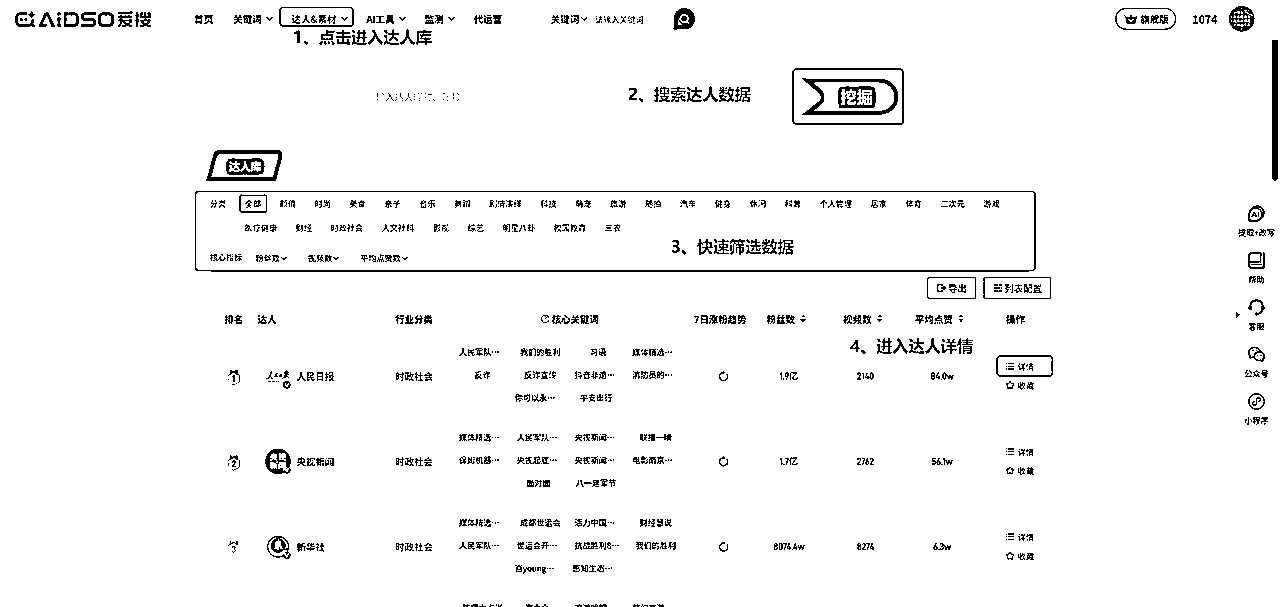 AiDSO爱搜 首页 关键词 达人&素材 AI工具 监测 代运营 关键词 请输入关键词 旗舰版 1074
1、点击进入达人库
2、搜索达人数据 挖掘
达人库
分类 全部 颜值 时尚 美食 亲子 音乐 舞蹈 剧情演绎 科技 萌宠 旅游 随拍 汽车 健身 休闲 科普 个人管理 居家 体育 二次元 游戏
医疗健康 财经 时政社会 人文社科 影视 综艺 明星八卦 校园教育 三农
3、快速筛选数据
核心指标 粉丝数 视频数 平均点赞数
导出 列表配置
排名 达人 行业分类 核心关键词 7日涨粉趋势 粉丝数 视频数 平均点赞 操作
4、进入达人详情
人民军队… 我们的胜利 习语 媒体精选…
1 人民日报 时政社会 反诈 反诈宣传 抖音非遗… 消防员的… 1.9亿 2140 84.0w 详情
你可以永… 平安出行 收藏
媒体精选… 人民军队… 央视新闻… 联播一瞬
2 央视新闻 时政社会 保姆机器… 央视起底… 央视新闻… 电影南京… 1.7亿 2762 56.1w 详情
面对面 八一建军节 收藏
媒体精选… 成都世运会 活力中国… 财经慧说
3 新华社 时政社会 人民军队… 世运会开… 抗战胜利8… 我们的胜利 8074.4w 8274 6.3w 详情
百young… 感知生态… 收藏
AI
提取+改写
帮助
客服
公众号
小程序